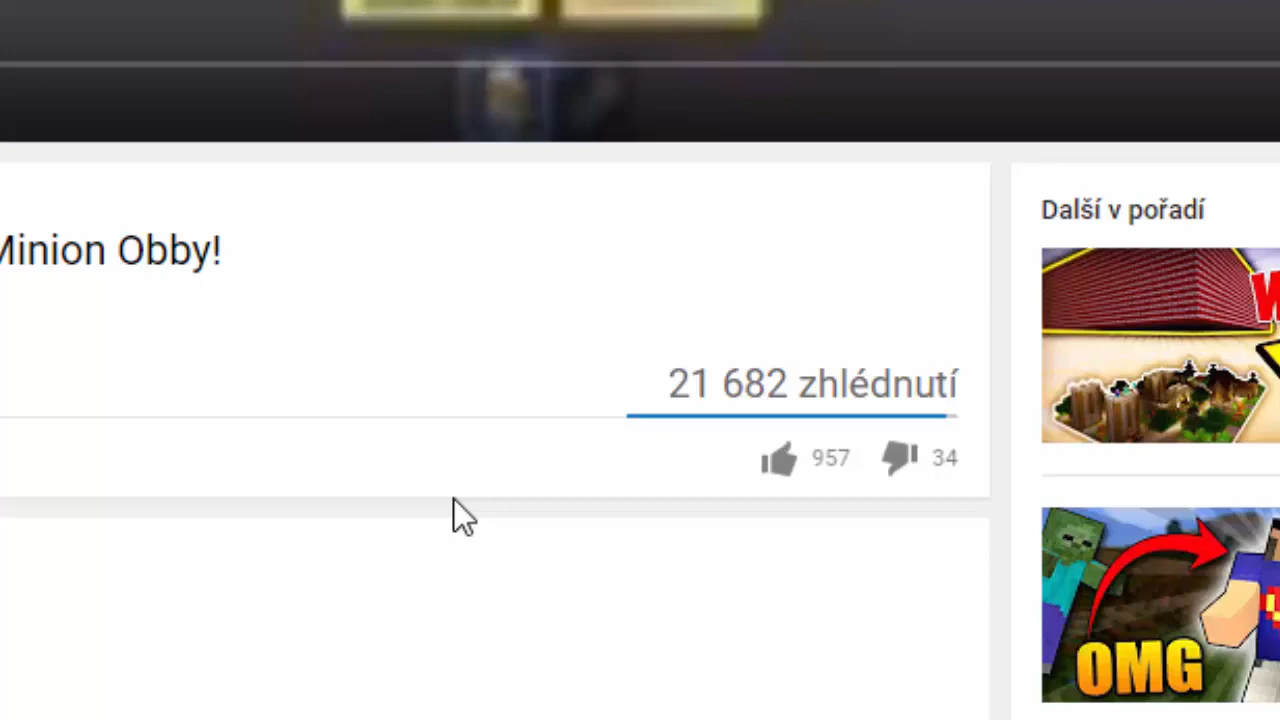 Další v pořadí
Minion Obby!
21 682 zhlédnutí
957
34
OMG